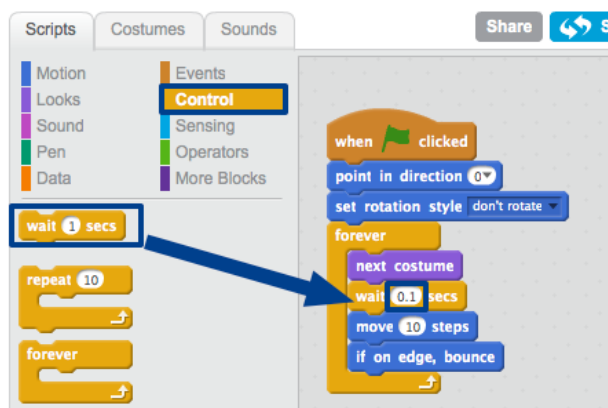 Scripts
Costumes
Sounds
Share
S
Motion
Looks
Sound
Pen
Data
Events
Control
Sensing
Operators
More Blocks
wait 1 secs
repeat 10
forever
when clicked
point in direction 0
set rotation style don't rotate
forever
next costume
wait 0.1 secs
move 10 steps
if on edge, bounce